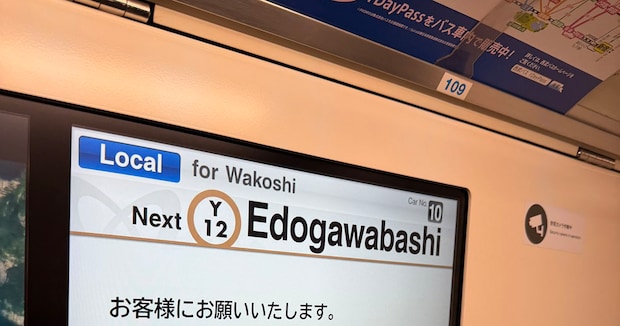 DayPassをバス車内で販売中!
109
Local
for Wakoshi
Car No. 10
Next
Y
12
Edogawabashi
お客様にお願いいたします。